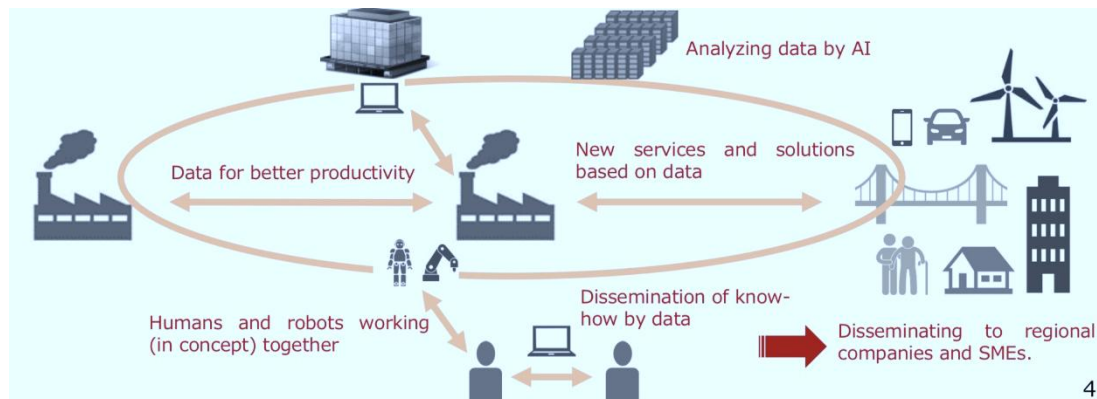 Analyzing data by AI
Data for better productivity
New services and solutions
based on data
Humans and robots working
(in concept) together
Dissemination of know-
how by data
Disseminating to regional
companies and SMEs.
4